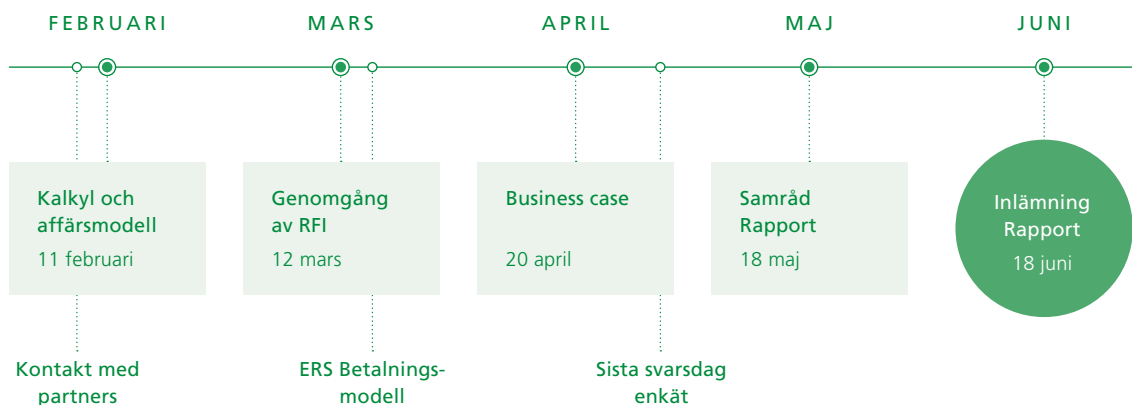 FEBRUARI
MARS
APRIL
MAJ
JUNI
Kalkyl och
affärsmodell
11 februari
Genomgång
av RFI
12 mars
Business case
20 april
Samråd
Rapport
18 maj
Inlämning
Rapport
18 juni
Kontakt med
partners
ERS Betalnings-
modell
Sista svarsdag
enkät